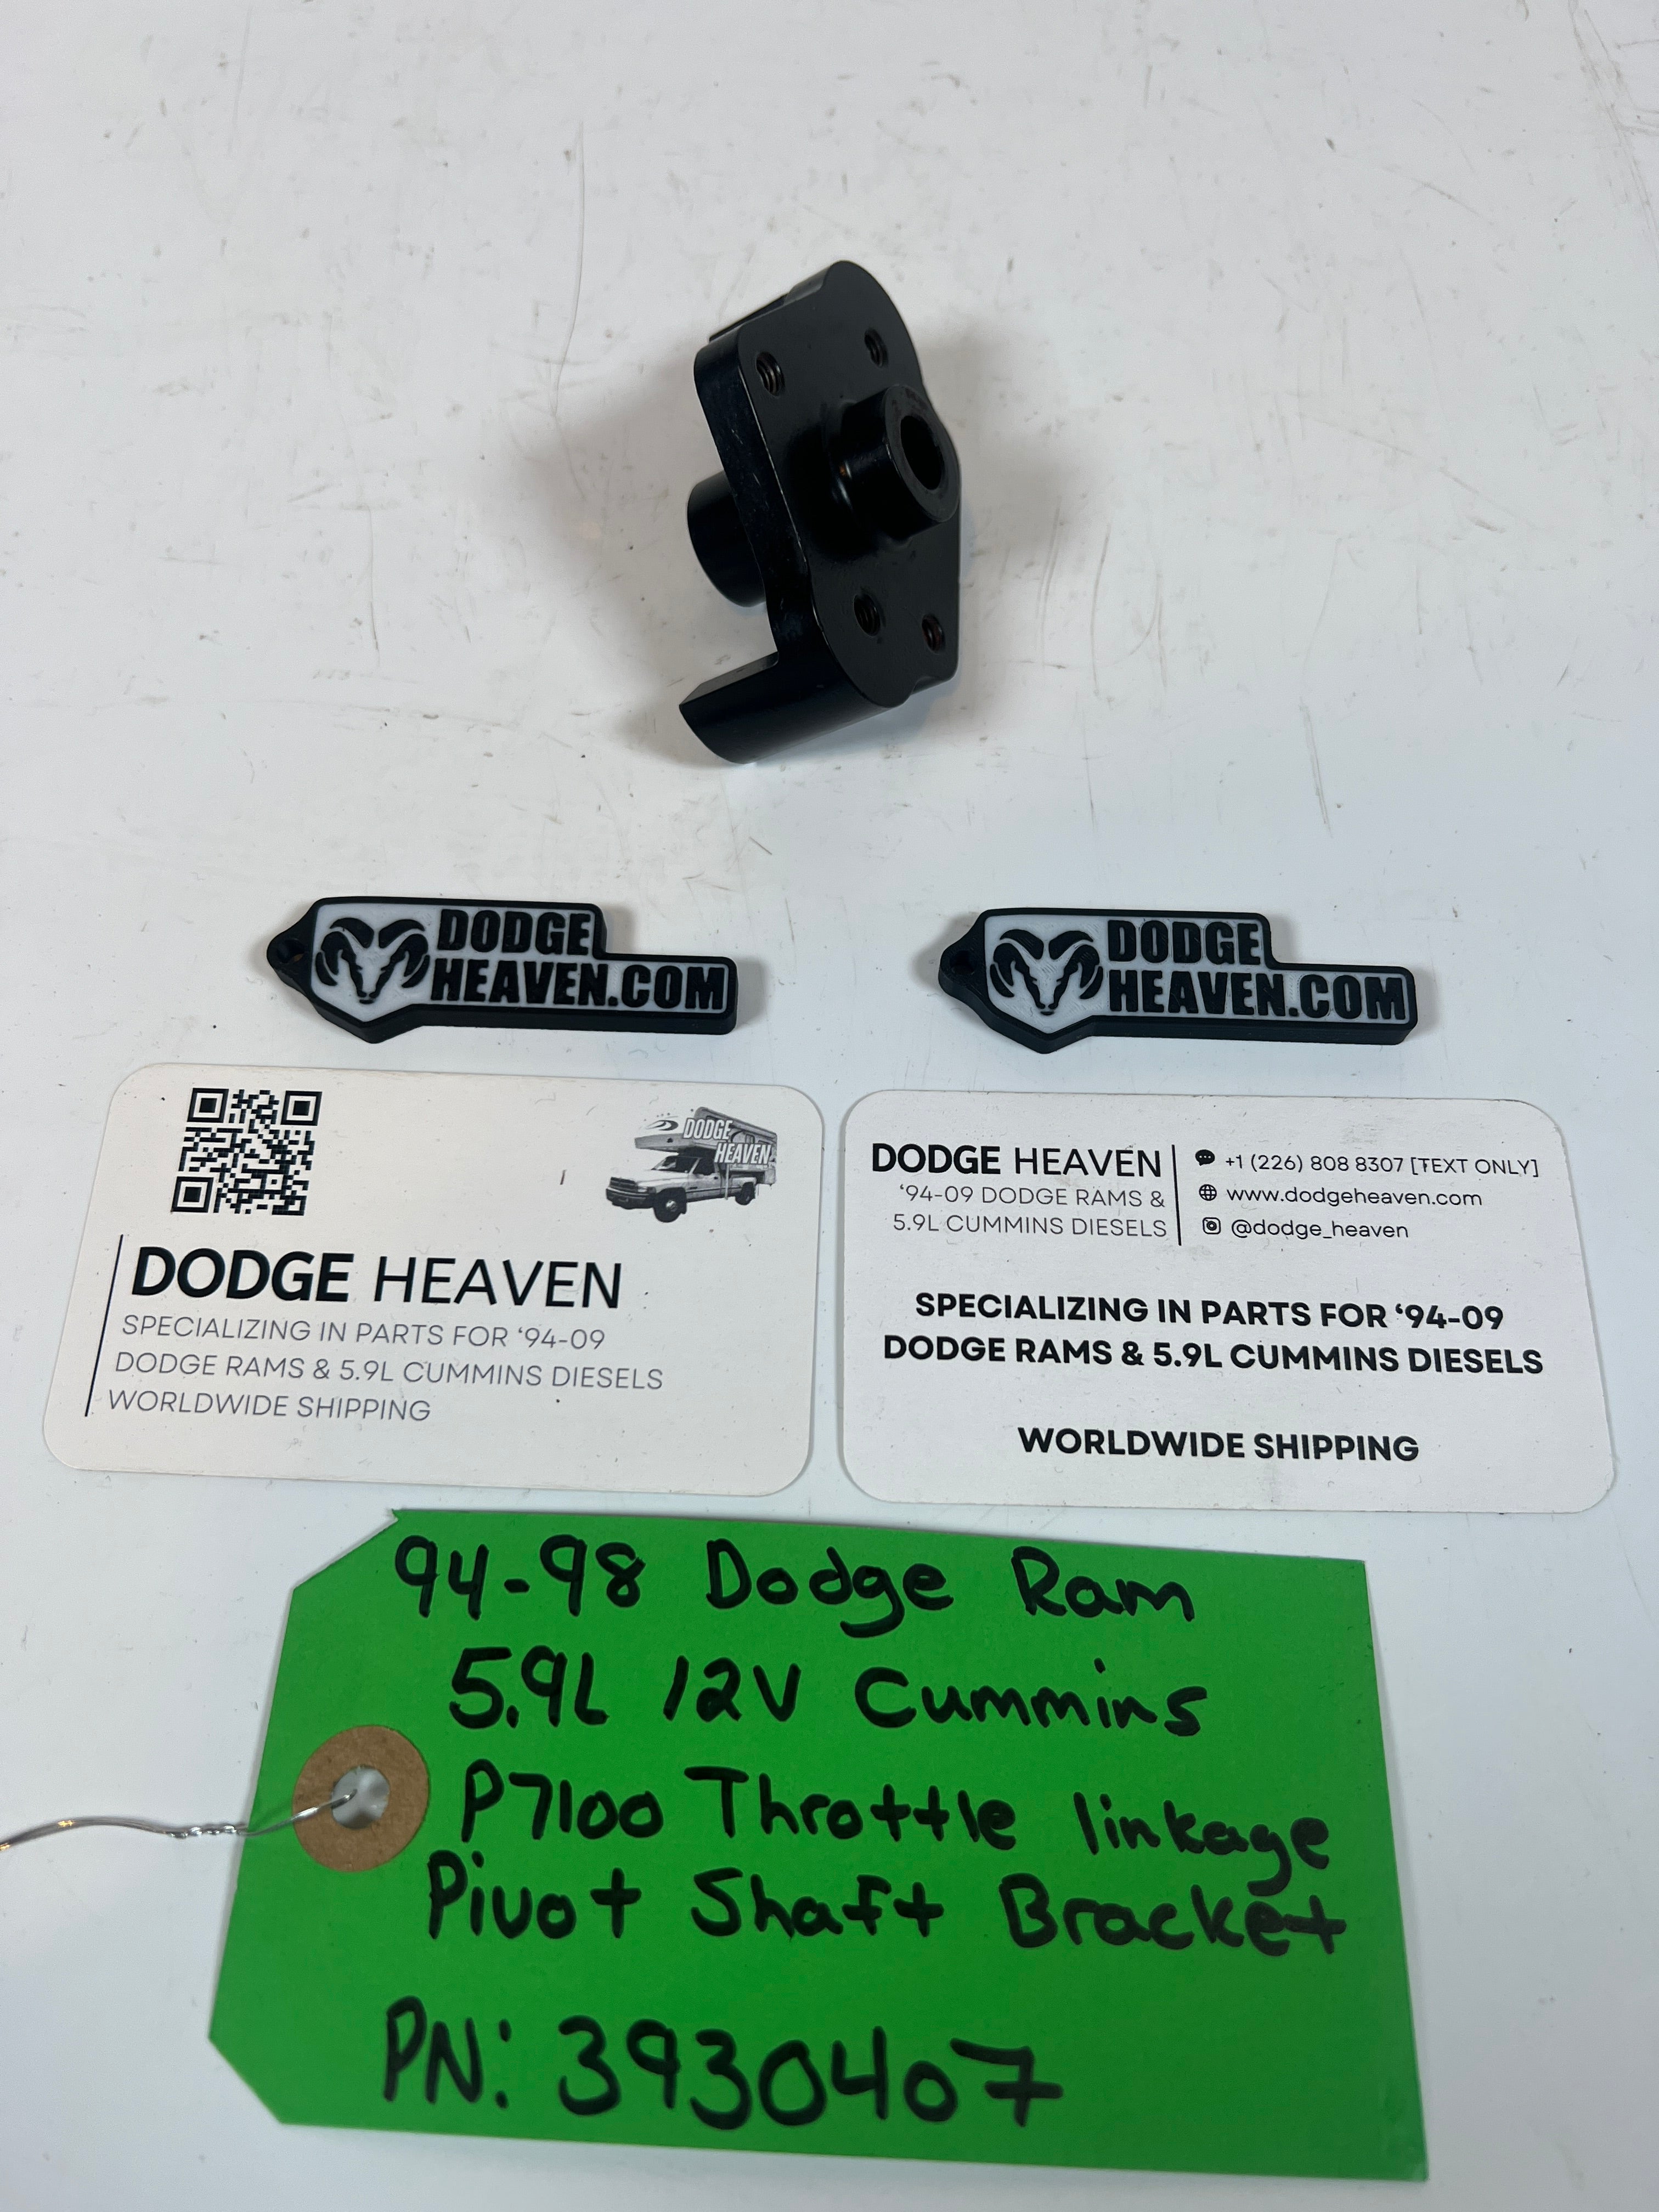 DODGE
HEAVEN.COM
DODGE
HEAVEN.COM
DODGE
HEAVEN
DODGE HEAVEN
SPECIALIZING IN PARTS FOR ‘94-09
DODGE RAMS & 5.9L CUMMINS DIESELS
WORLDWIDE SHIPPING
DODGE HEAVEN
‘94-09 DODGE RAMS &
5.9L CUMMINS DIESELS
+1 (226) 808 8307 [TEXT ONLY]
www.dodgeheaven.com
@dodge_heaven
SPECIALIZING IN PARTS FOR ‘94-09
DODGE RAMS & 5.9L CUMMINS DIESELS
WORLDWIDE SHIPPING
94-98 Dodge Ram
5.9L 12V Cummins
P7100 Throttle linkage
Pivot Shaft Bracket
PN: 3930407